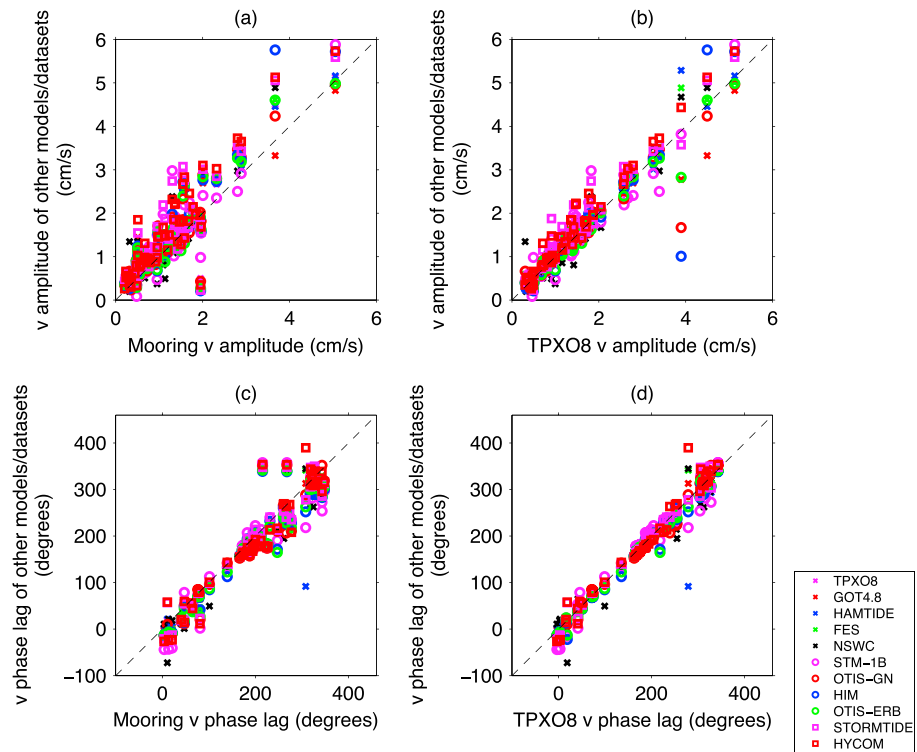 (a)
(b)
v amplitude of other models/datasets
(cm/s)
6
5
4
3
2
1
0
0
2
4
6
Mooring v amplitude (cm/s)
v amplitude of other models/datasets
(cm/s)
6
5
4
3
2
1
0
0
2
4
6
TPXO8 v amplitude (cm/s)
(c)
(d)
v phase lag of other models/datasets
(degrees)
400
300
200
100
0
−100
0
200
400
Mooring v phase lag (degrees)
v phase lag of other models/datasets
(degrees)
400
300
200
100
0
−100
0
200
400
TPXO8 v phase lag (degrees)
TPXO8
GOT4.8
HAMTIDE
FES
NSWC
STM−1B
OTIS−GN
HIM
OTIS−ERB
STORMTIDE
HYCOM